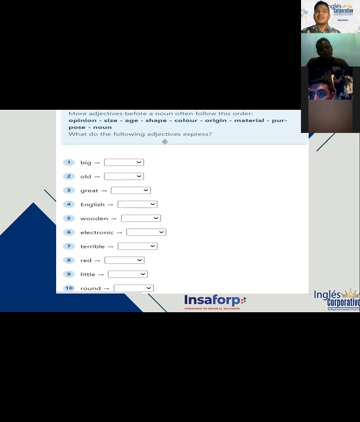 Inglés
Corporativo
More adjectives before a noun often follow this order:
opinion - size - age - shape - colour - origin - material - pur-
pose - noun
What do the following adjectives express?
1 big →
2 old →
3 great →
4 English →
5 wooden →
6 electronic →
7 terrible →
8 red →
9 little →
10 round →
Insaforp
Inglés
Corporativo